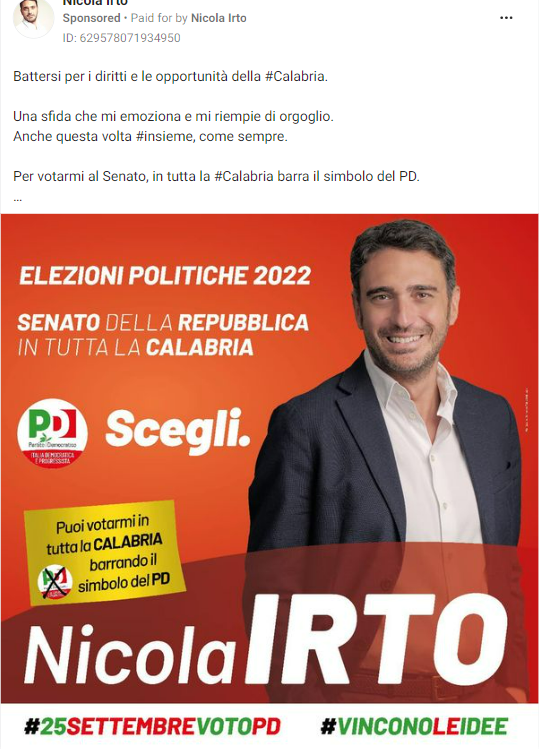 Nicola Irto
Sponsored • Paid for by Nicola Irto
ID: 629578071934950
Battersi per i diritti e le opportunità della #Calabria.
Una sfida che mi emoziona e mi riempie di orgoglio.
Anche questa volta #insieme, come sempre.
Per votarmi al Senato, in tutta la #Calabria barra il simbolo del PD.
...
ELEZIONI POLITICHE 2022
SENATO DELLA REPUBBLICA
IN TUTTA LA CALABRIA
PD
Partito Democratico
ITALIA DEMOCRATICA
E PROGRESSISTA
Scegli.
Puoi votarmi in
tutta la CALABRIA
barrando il
simbolo del PD
Nicola IRTO
#25SETTEMBREVOTOPD #VINCONOLEIDEE